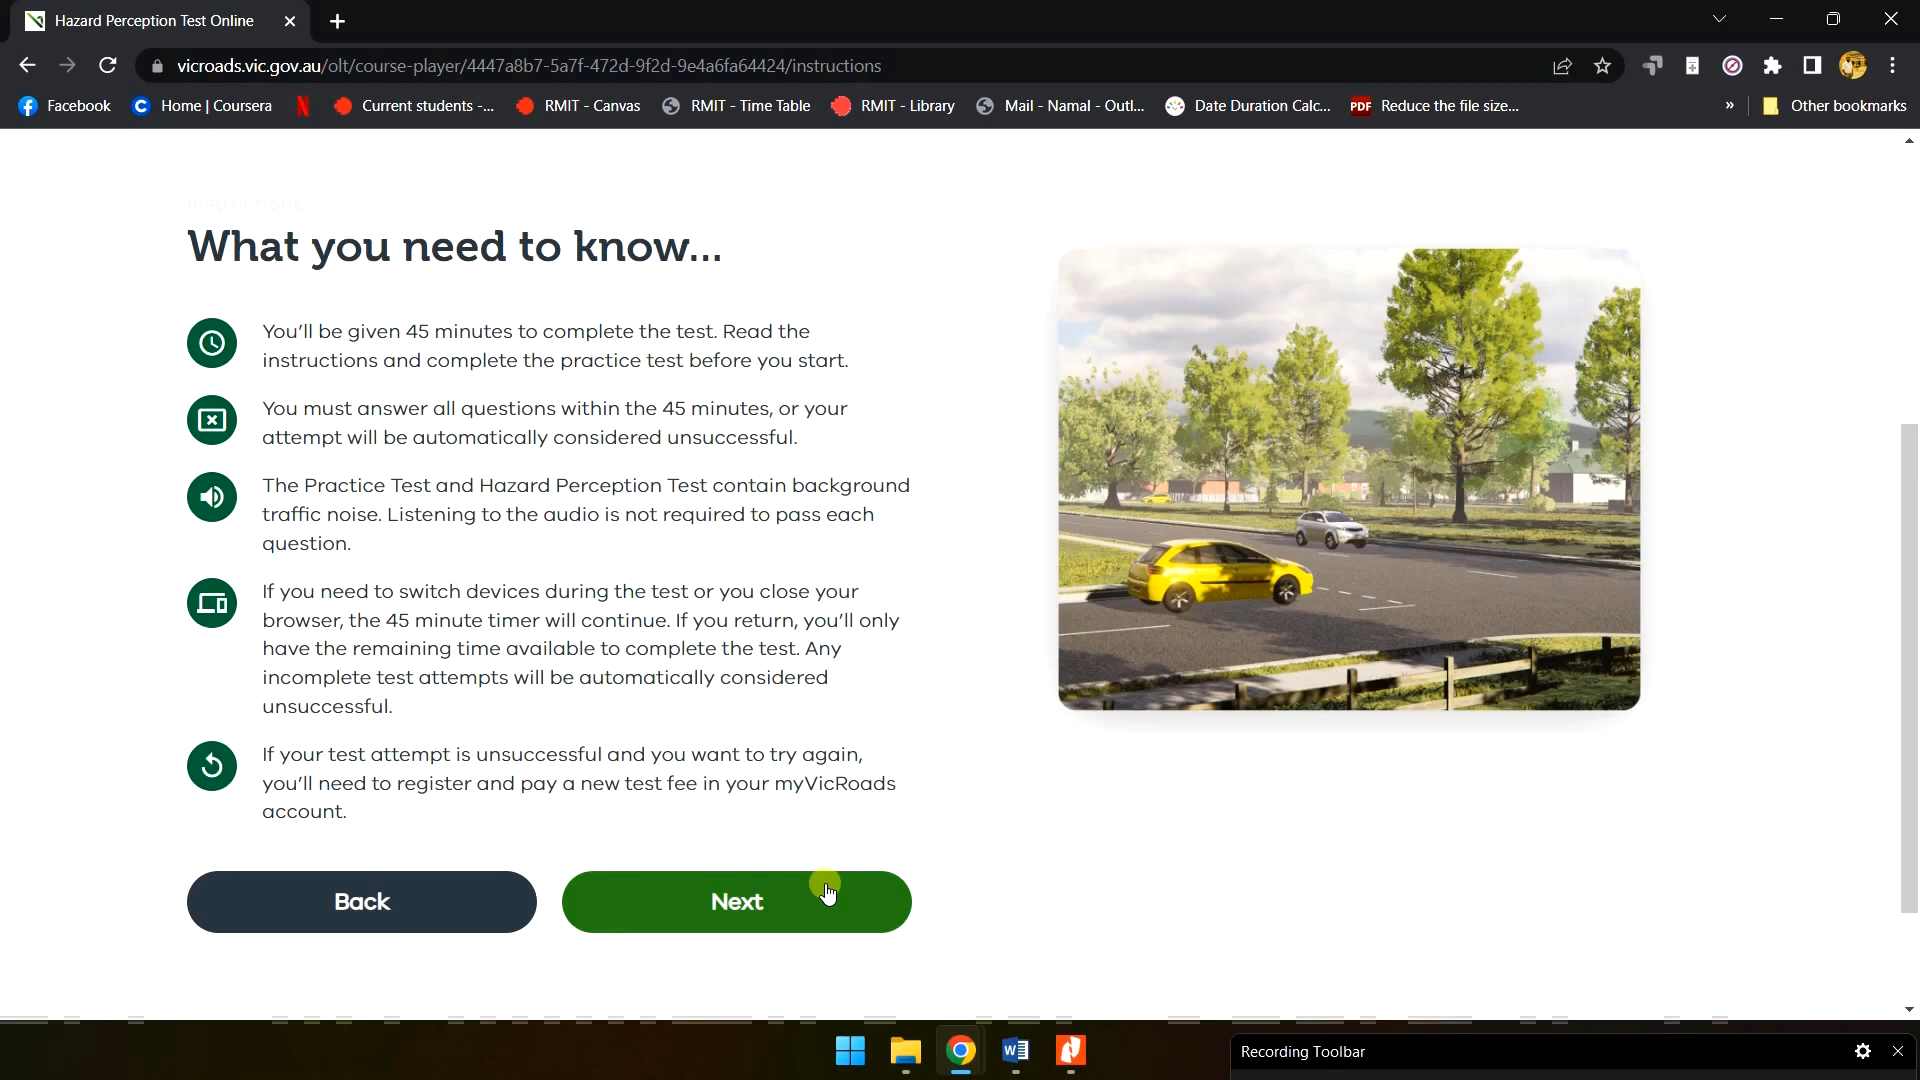 Hazard Perception Test Online
vicroads.vic.gov.au/olt/course-player/4447a8b7-5a7f-472d-9f2d-9e4a6fa64424/instructions
Facebook
Home | Coursera
Current students -...
RMIT - Canvas
RMIT - Time Table
RMIT - Library
Mail - Namal - Outl...
Date Duration Calc...
PDF
Reduce the file size...
»
Other bookmarks
Instructions
What you need to know...
You'll be given 45 minutes to complete the test. Read the
instructions and complete the practice test before you start.
You must answer all questions within the 45 minutes, or your
attempt will be automatically considered unsuccessful.
The Practice Test and Hazard Perception Test contain background
traffic noise. Listening to the audio is not required to pass each
question.
If you need to switch devices during the test or you close your
browser, the 45 minute timer will continue. If you return, you'll only
have the remaining time available to complete the test. Any
incomplete test attempts will be automatically considered
unsuccessful.
If your test attempt is unsuccessful and you want to try again,
you'll need to register and pay a new test fee in your myVicRoads
account.
Back
Next
Recording Toolbar